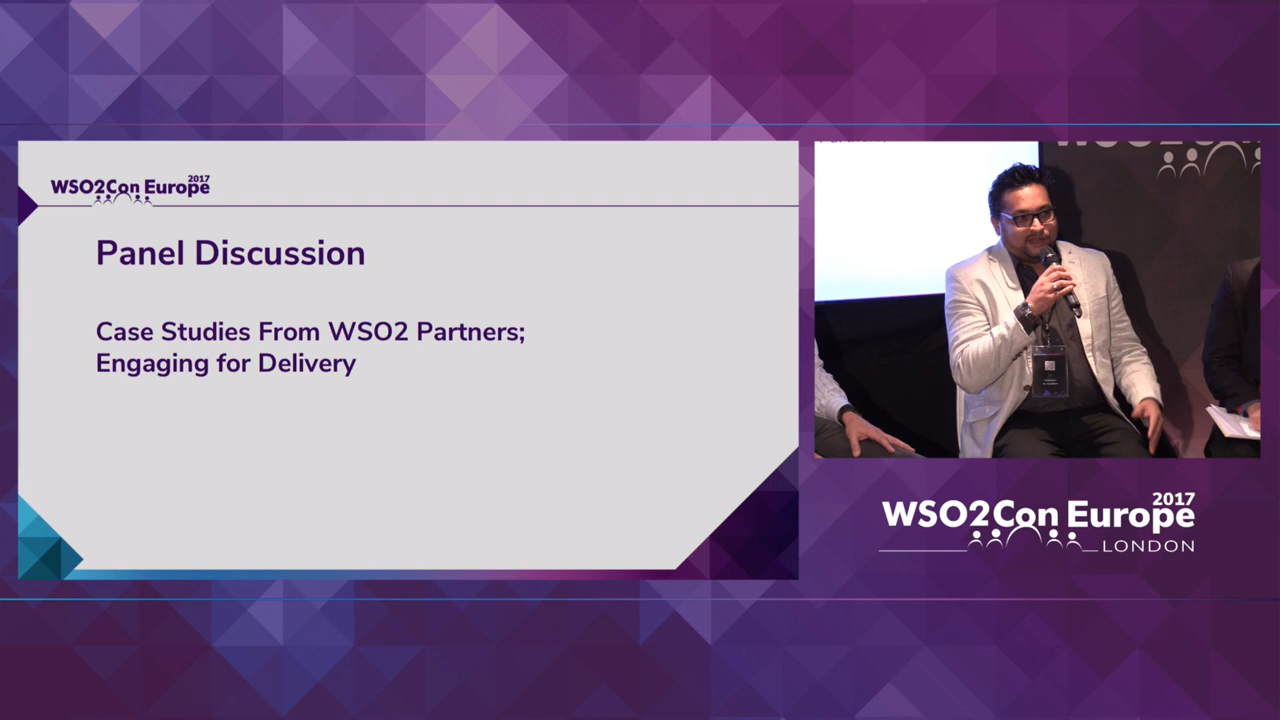 WSO2Con Europe 2017
Panel Discussion
Case Studies From WSO2 Partners;
Engaging for Delivery
WSO2Con Europe 2017
LONDON